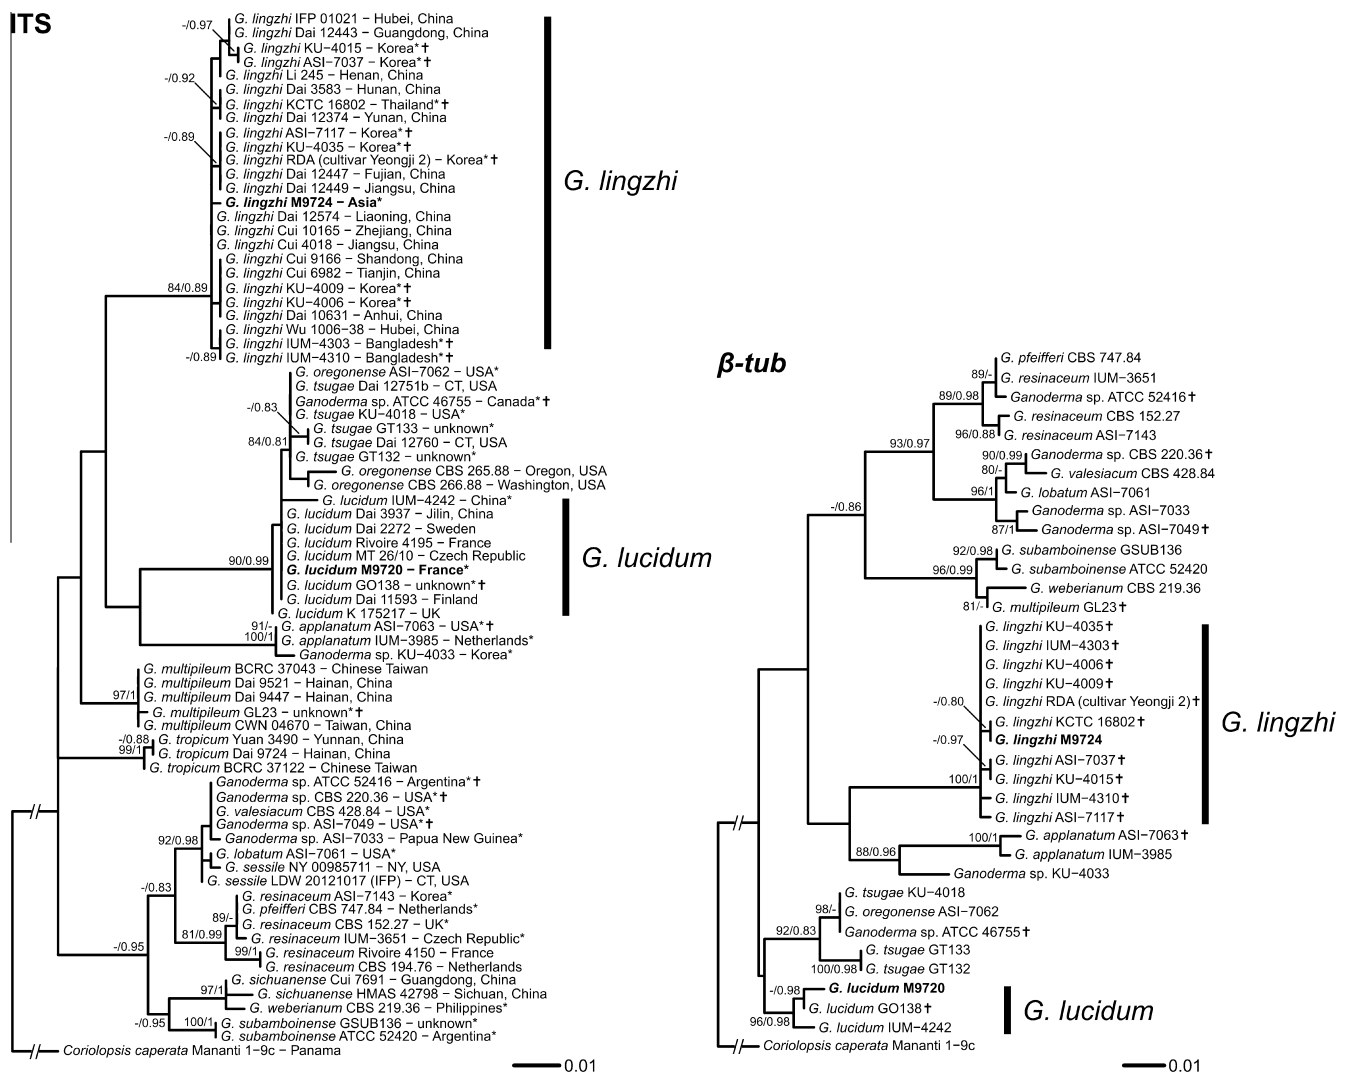 ITS
G. lingzhi IFP 01021 − Hubei, China
-/0.97
G. lingzhi Dai 12443 − Guangdong, China
G. lingzhi KU−4015 − Korea*✝
G. lingzhi ASI−7037 − Korea*✝
G. lingzhi Li 245 − Henan, China
-/0.92
G. lingzhi Dai 3583 − Hunan, China
G. lingzhi KCTC 16802 − Thailand*✝
G. lingzhi Dai 12374 − Yunan, China
G. lingzhi ASI−7117 − Korea*✝
-/0.89
G. lingzhi KU−4035 − Korea*✝
G. lingzhi RDA (cultivar Yeongji 2) − Korea*✝
G. lingzhi Dai 12447 − Fujian, China
G. lingzhi
G. lingzhi Dai 12449 − Jiangsu, China
G. lingzhi M9724 − Asia*
G. lingzhi Dai 12574 − Liaoning, China
G. lingzhi Cui 10165 − Zhejiang, China
G. lingzhi Cui 4018 − Jiangsu, China
G. lingzhi Cui 9166 − Shandong, China
G. lingzhi Cui 6982 − Tianjin, China
84/0.89
G. lingzhi KU−4009 − Korea*✝
G. lingzhi KU−4006 − Korea*✝
G. lingzhi Dai 10631 − Anhui, China
G. lingzhi Wu 1006−38 − Hubei, China
G. lingzhi IUM−4303 − Bangladesh*✝
-/0.89
G. lingzhi IUM−4310 − Bangladesh*✝
G. oregonense ASI−7062 − USA*
G. tsugae Dai 12751b − CT, USA
Ganoderma sp. ATCC 46755 − Canada*✝
-/0.83
G. tsugae KU−4018 − USA*
G. tsugae GT133 − unknown*
84/0.81
G. tsugae Dai 12760 − CT, USA
G. tsugae GT132 − unknown*
G. oregonense CBS 265.88 − Oregon, USA
G. oregonense CBS 266.88 − Washington, USA
G. lucidum IUM−4242 − China*
G. lucidum Dai 3937 − Jilin, China
G. lucidum Dai 2272 − Sweden
G. lucidum Rivoire 4195 − France
G. lucidum MT 26/10 − Czech Republic
G. lucidum
90/0.99
G. lucidum M9720 − France*
G. lucidum GO138 − unknown*✝
G. lucidum Dai 11593 − Finland
G. lucidum K 175217 − UK
91/-
G. applanatum ASI−7063 − USA*✝
100/1
G. applanatum IUM−3985 − Netherlands*
Ganoderma sp. KU−4033 − Korea*
G. multipileum BCRC 37043 − Chinese Taiwan
G. multipileum Dai 9521 − Hainan, China
97/1
G. multipileum Dai 9447 − Hainan, China
G. multipileum GL23 − unknown*✝
G. multipileum CWN 04670 − Taiwan, China
-/0.88
G. tropicum Yuan 3490 − Yunnan, China
99/1
G. tropicum Dai 9724 − Hainan, China
G. tropicum BCRC 37122 − Chinese Taiwan
Ganoderma sp. ATCC 52416 − Argentina*✝
Ganoderma sp. CBS 220.36 − USA*✝
G. valesiacum CBS 428.84 − USA*
Ganoderma sp. ASI−7049 − USA*✝
Ganoderma sp. ASI−7033 − Papua New Guinea*
92/0.98
G. lobatum ASI−7061 − USA*
G. sessile NY 00985711 − NY, USA
G. sessile LDW 20121017 (IFP) − CT, USA
-/0.83
G. resinaceum ASI−7143 − Korea*
G. pfeifferi CBS 747.84 − Netherlands*
89/-
G. resinaceum CBS 152.27 − UK*
81/0.99
G. resinaceum IUM−3651 − Czech Republic*
-/0.95
99/1
G. resinaceum Rivoire 4150 − France
G. resinaceum CBS 194.76 − Netherlands
G. sichuanense Cui 7691 − Guangdong, China
97/1
G. sichuanense HMAS 42798 − Sichuan, China
G. weberianum CBS 219.36 − Philippines*
-/0.95
100/1
G. subamboinense GSUB136 − unknown*
G. subamboinense ATCC 52420 − Argentina*
Coriolopsis caperata Mananti 1−9c − Panama
0.01
β-tub
G. pfeifferi CBS 747.84
89/-
G. resinaceum IUM−3651
89/0.98
Ganoderma sp. ATCC 52416✝
G. resinaceum CBS 152.27
96/0.88
G. resinaceum ASI−7143
93/0.97
90/0.99
Ganoderma sp. CBS 220.36✝
80/-
G. valesiacum CBS 428.84
96/1
G. lobatum ASI−7061
Ganoderma sp. ASI−7033
87/1
Ganoderma sp. ASI−7049✝
-/0.86
92/0.98
G. subamboinense GSUB136
96/0.99
G. subamboinense ATCC 52420
G. weberianum CBS 219.36
81/-
G. multipileum GL23✝
G. lingzhi KU−4035✝
G. lingzhi IUM−4303✝
G. lingzhi KU−4006✝
G. lingzhi KU−4009✝
G. lingzhi RDA (cultivar Yeongji 2)✝
-/0.80
G. lingzhi KCTC 16802✝
G. lingzhi
G. lingzhi M9724
-/0.97
G. lingzhi ASI−7037✝
100/1
G. lingzhi KU−4015✝
G. lingzhi IUM−4310✝
G. lingzhi ASI−7117✝
100/1
G. applanatum ASI−7063✝
88/0.96
G. applanatum IUM−3985
Ganoderma sp. KU−4033
G. tsugae KU−4018
98/-
G. oregonense ASI−7062
92/0.83
Ganoderma sp. ATCC 46755✝
G. tsugae GT133
100/0.98
G. tsugae GT132
-/0.98
G. lucidum M9720
G. lucidum GO138✝
G. lucidum
96/0.98
G. lucidum IUM−4242
Coriolopsis caperata Mananti 1−9c
0.01